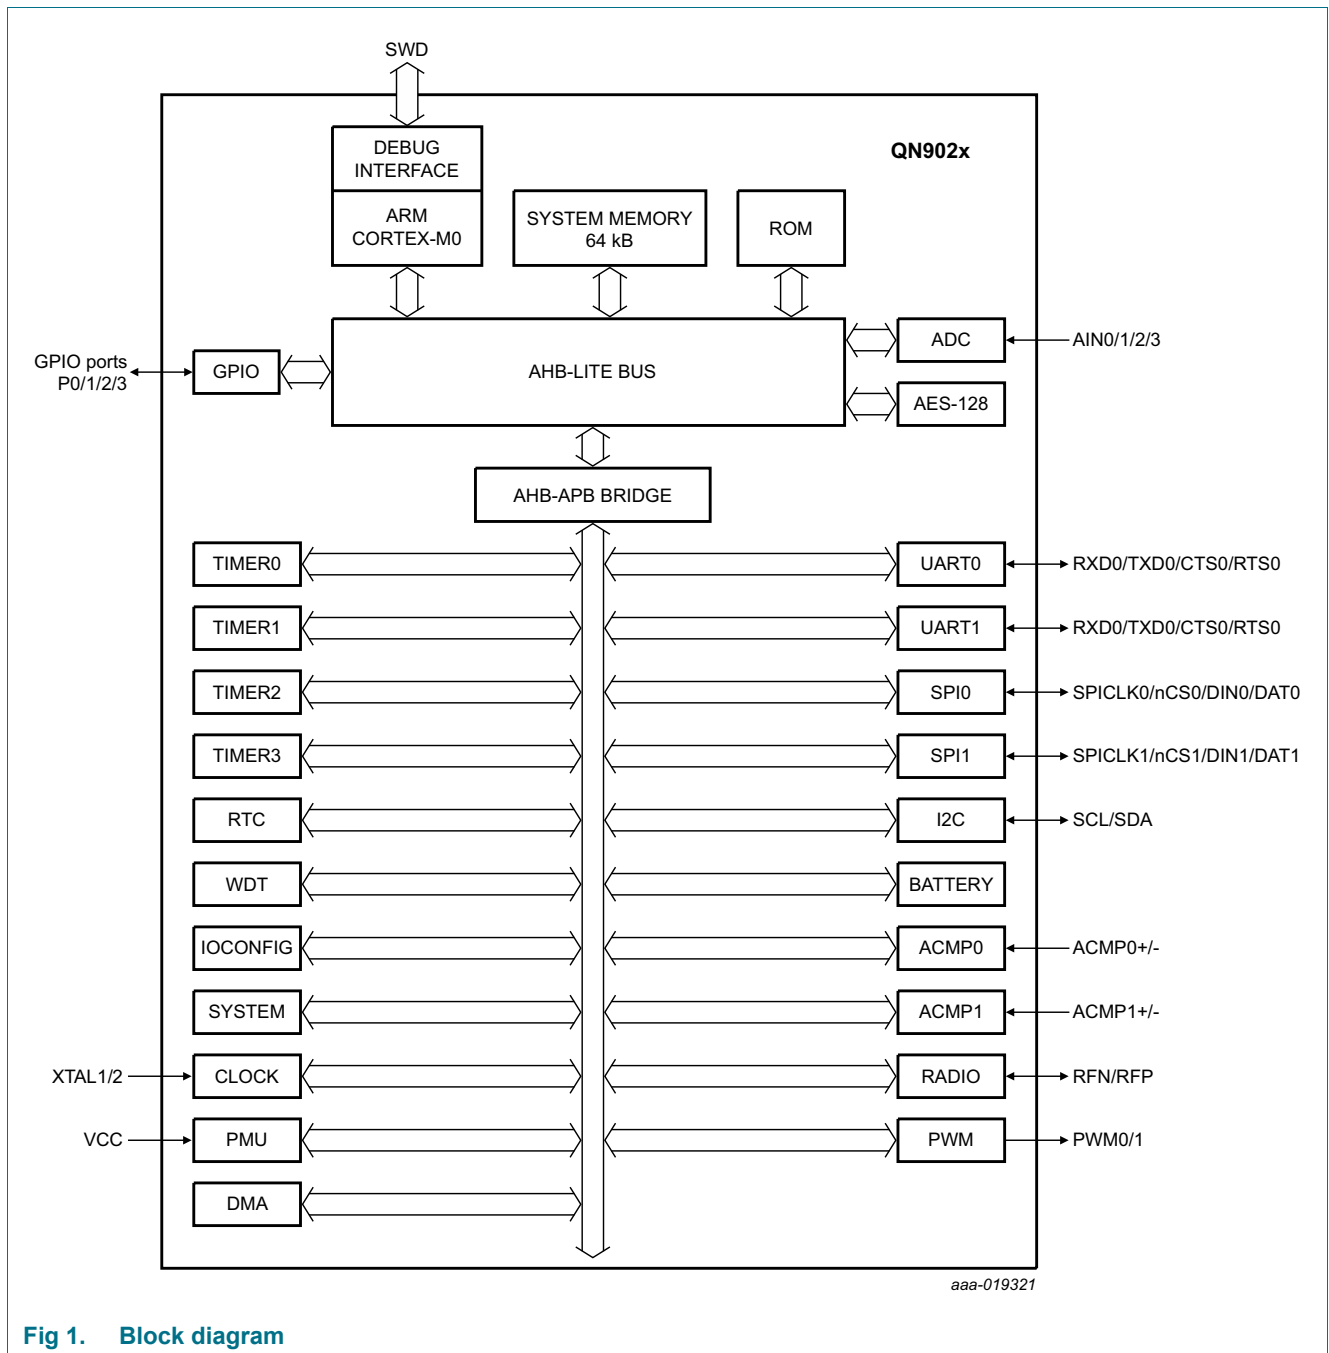 SWD
DEBUG
INTERFACE
QN902x
ARM
CORTEX-M0
SYSTEM MEMORY
64 kB
ROM
GPIO ports
P0/1/2/3
GPIO
AHB-LITE BUS
ADC
AIN0/1/2/3
AES-128
AHB-APB BRIDGE
TIMER0
UART0
RXD0/TXD0/CTS0/RTS0
TIMER1
UART1
RXD0/TXD0/CTS0/RTS0
TIMER2
SPI0
SPICLK0/nCS0/DIN0/DAT0
TIMER3
SPI1
SPICLK1/nCS1/DIN1/DAT1
RTC
I2C
SCL/SDA
WDT
BATTERY
IOCONFIG
ACMP0
ACMP0+/-
SYSTEM
ACMP1
ACMP1+/-
XTAL1/2
CLOCK
RADIO
RFN/RFP
VCC
PMU
PWM
PWM0/1
DMA
aaa-019321
Fig 1. Block diagram